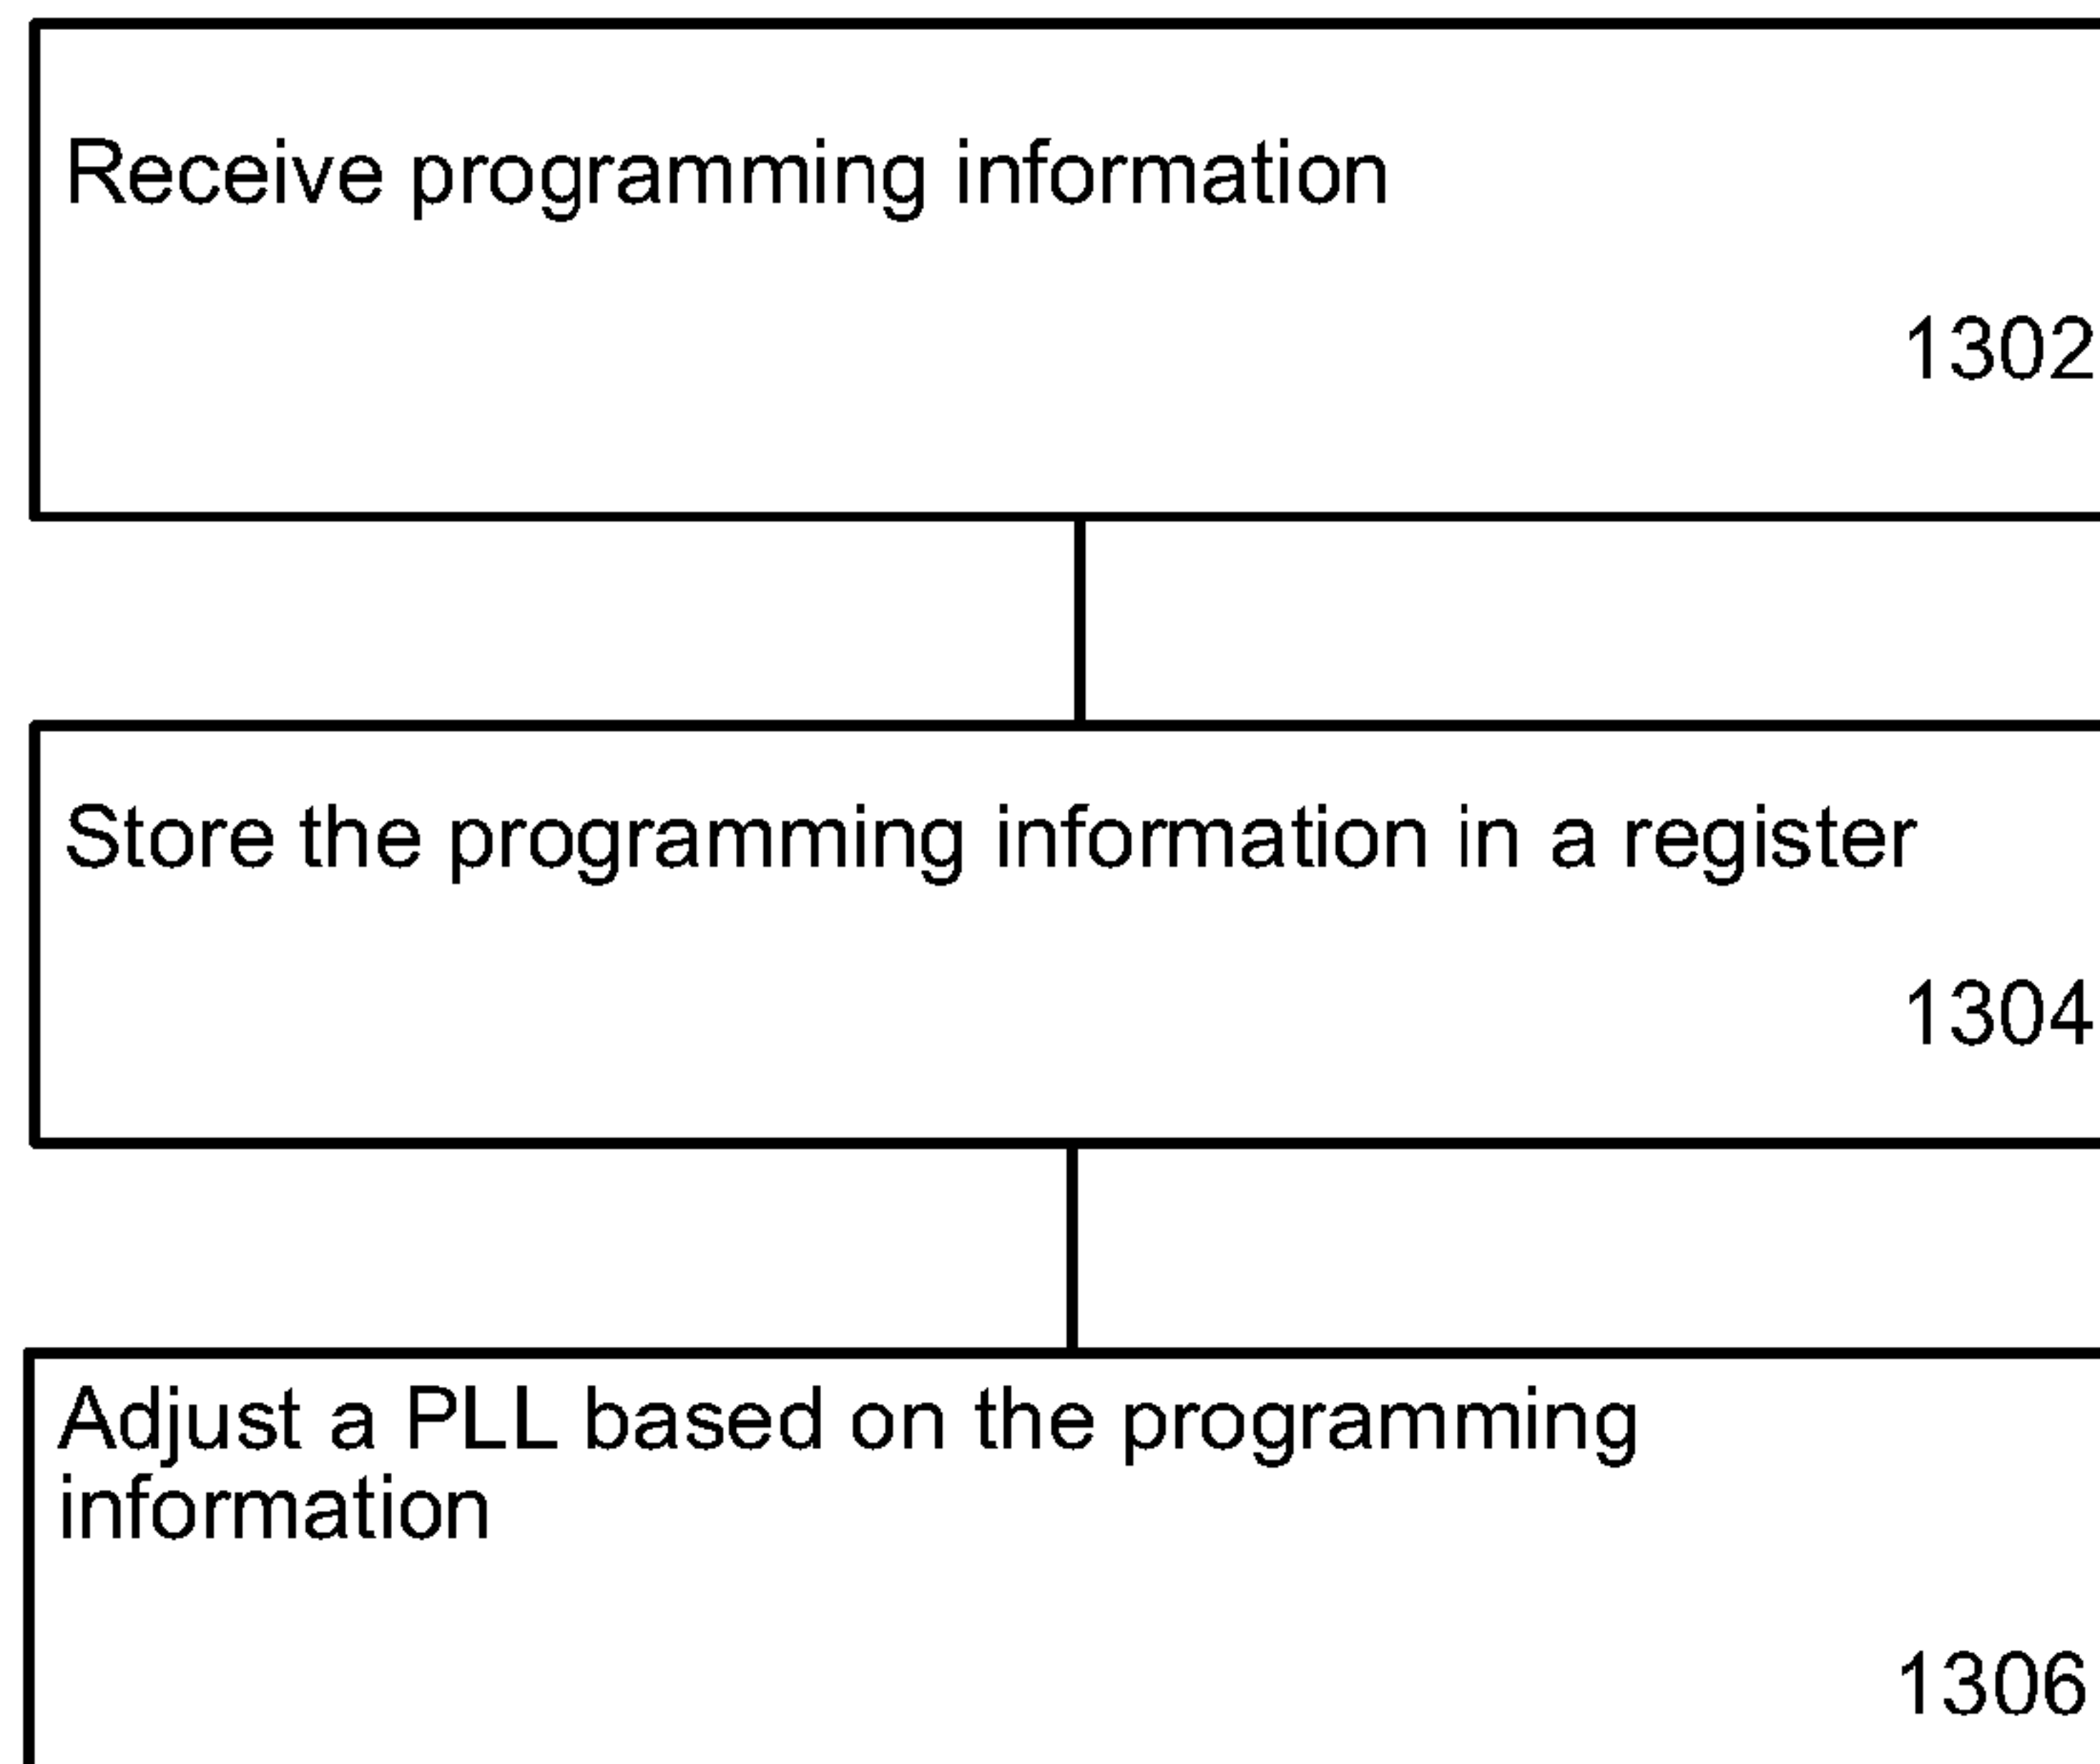 Receive programming information
1302
Store the programming information in a register
1304
Adjust a PLL based on the programming
information
1306